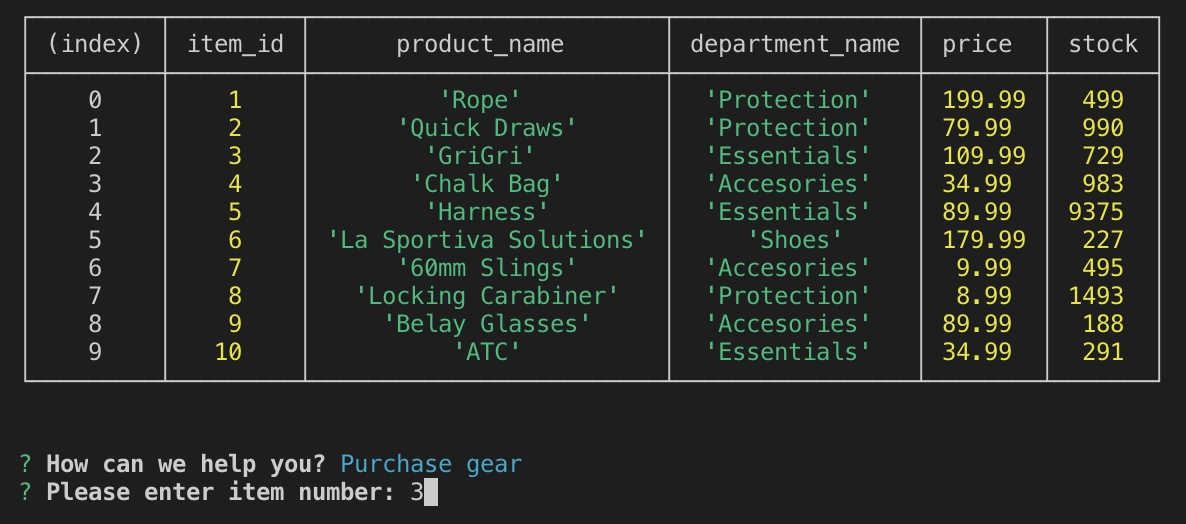 (index) item_id product_name department_name price stock
0 1 'Rope' 'Protection' 199.99 499
1 2 'Quick Draws' 'Protection' 79.99 990
2 3 'GriGri' 'Essentials' 109.99 729
3 4 'Chalk Bag' 'Accesories' 34.99 983
4 5 'Harness' 'Essentials' 89.99 9375
5 6 'La Sportiva Solutions' 'Shoes' 179.99 227
6 7 '60mm Slings' 'Accesories' 9.99 495
7 8 'Locking Carabiner' 'Protection' 8.99 1493
8 9 'Belay Glasses' 'Accesories' 89.99 188
9 10 'ATC' 'Essentials' 34.99 291
? How can we help you? Purchase gear
? Please enter item number: 3